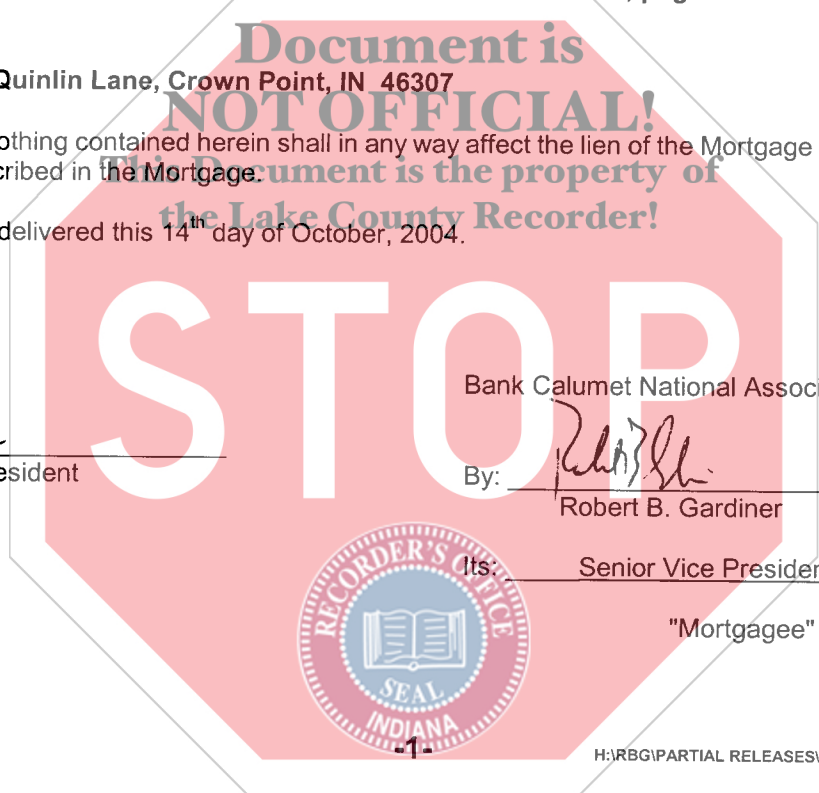 , pag
Document is
Quinlin Lane, Crown Point, IN 46307
NOT OFFICIAL!
othing contained herein shall in any way affect the lien of the Mortgage
This Document is the property of
cribed in the Mortgage.
the Lake County Recorder!
delivered this 14th day of October, 2004.
STOP
Bank Calumet National Associ
esident
By:
Robert B. Gardiner
Its: Senior Vice Presiden
"Mortgagee"
RECORDER'S OFFICE
SEAL
INDIANA
-1-
H:\RBG\PARTIAL RELEASES\